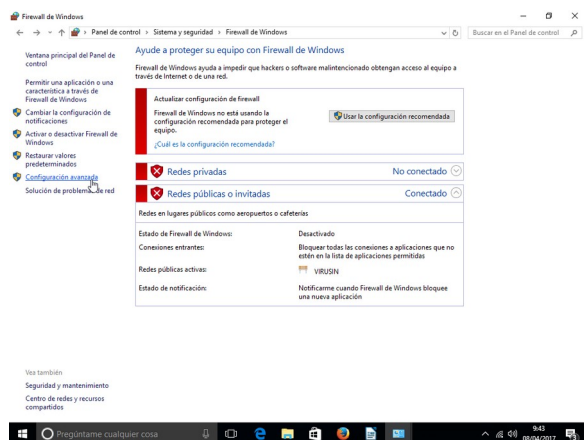 Firewall de Windows
Panel de control > Sistema y seguridad > Firewall de Windows
Buscar en el Panel de control
Ventana principal del Panel de
control
Permitir una aplicación o una
característica a través de
Firewall de Windows
Cambiar la configuración de
notificaciones
Activar o desactivar Firewall de
Windows
Restaurar valores
predeterminados
Configuración avanzada
Solución de problemas de red
Ayude a proteger su equipo con Firewall de Windows
Firewall de Windows ayuda a impedir que hackers o software malintencionado obtengan acceso al equipo a
través de Internet o de una red.
Actualizar configuración de firewall
Firewall de Windows no está usando la
configuración recomendada para proteger el
equipo.
¿Cuál es la configuración recomendada?
Usar la configuración recomendada
Redes privadas
No conectado
Redes públicas o invitadas
Conectado
Redes en lugares públicos como aeropuertos o cafeterías
Estado de Firewall de Windows:
Desactivado
Conexiones entrantes:
Bloquear todas las conexiones a aplicaciones que no
estén en la lista de aplicaciones permitidas
Redes públicas activas:
VIRUSIN
Estado de notificación:
Notificarme cuando Firewall de Windows bloquee
una nueva aplicación
Vea también
Seguridad y mantenimiento
Centro de redes y recursos
compartidos
Pregúntame cualquier cosa
9:43
08/04/2017